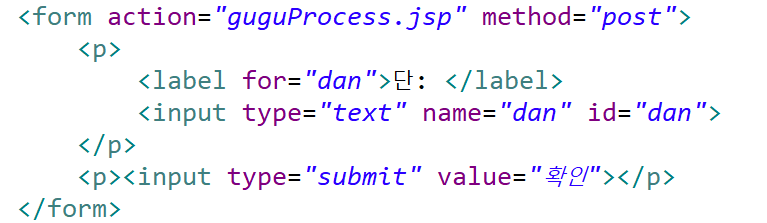 <form action="guguProcess.jsp" method="post">
<p>
<label for="dan">단: </label>
<input type="text" name="dan" id="dan">
</p>
<p><input type="submit" value="확인"></p>
</form>